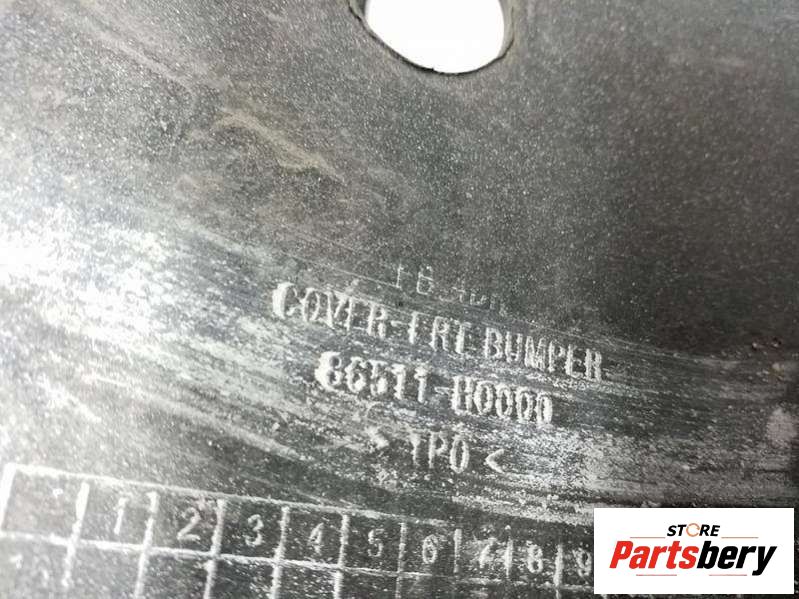 COVER-FRT BUMPER
86511-H0000
> TPO <
1 2 3 4 5 6 7 8 9
STORE
Partsbery